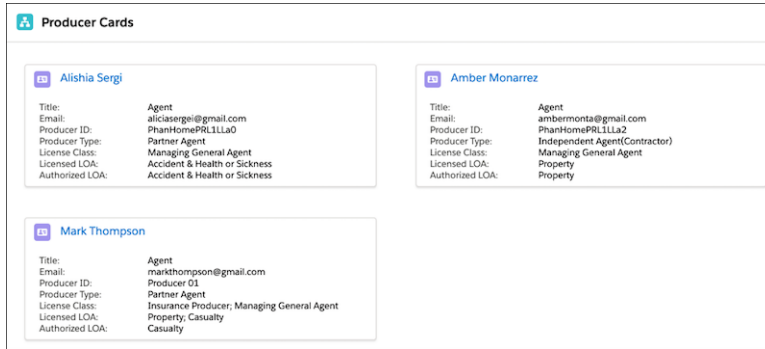 Producer Cards
Alishia Sergi
Title: Agent
Email: aliciasergei@gmail.com
Producer ID: PhanHomePRL1LLa0
Producer Type: Partner Agent
License Class: Managing General Agent
Licensed LOA: Accident & Health or Sickness
Authorized LOA: Accident & Health or Sickness
Amber Monarrez
Title: Agent
Email: ambermonta@gmail.com
Producer ID: PhanHomePRL1LLa2
Producer Type: Independent Agent(Contractor)
License Class: Managing General Agent
Licensed LOA: Property
Authorized LOA: Property
Mark Thompson
Title: Agent
Email: markthompson@gmail.com
Producer ID: Producer 01
Producer Type: Partner Agent
License Class: Insurance Producer; Managing General Agent
Licensed LOA: Property; Casualty
Authorized LOA: Casualty